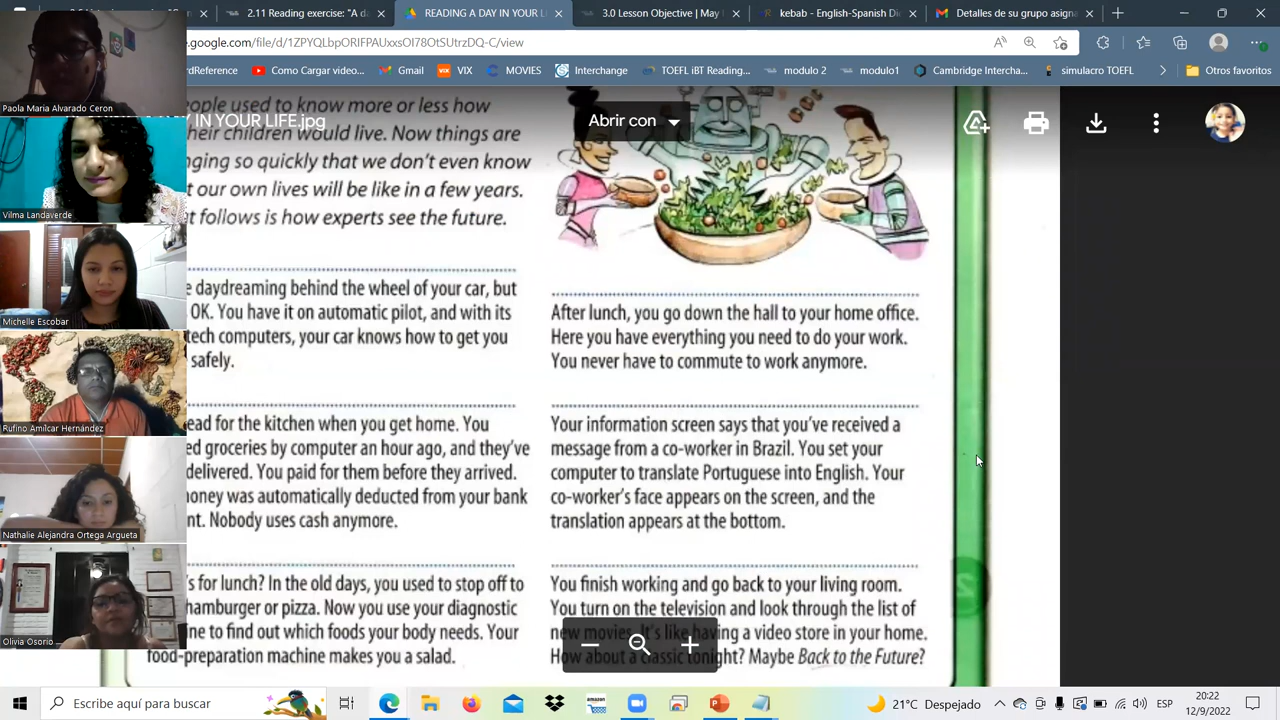 2.11 Reading exercise: "A da
READING A DAY IN YOUR LI
3.0 Lesson Objective | May
kebab - English-Spanish Di
Detalles de su grupo asigna
.google.com/file/d/1ZPYQLbpORIFPAUxxsOI78OtSUtrzDQ-C/view
rdReference
Como Cargar video...
Gmail
VIX
MOVIES
Interchange
TOEFL iBT Reading...
modulo 2
modulo1
Cambridge Intercha...
simulacro TOEFL
Otros favoritos
Paola Maria Alvarado Ceron
Vilma Landaverde
Michelle Escobar
Rufino Amílcar Hernández
Nathalie Alejandra Ortega Argueta
Olivia Osorio
IN YOUR LIFE.jpg
Abrir con
eople used to know more or less how
heir children would live. Now things are
nging so quickly that we don't even know
t our own lives will be like in a few years.
t follows is how experts see the future.
e daydreaming behind the wheel of your car, but
OK. You have it on automatic pilot, and with its
tech computers, your car knows how to get you
safely.
ead for the kitchen when you get home. You
ed groceries by computer an hour ago, and they've
delivered. You paid for them before they arrived.
oney was automatically deducted from your bank
nt. Nobody uses cash anymore.
's for lunch? In the old days, you used to stop off to
hamburger or pizza. Now you use your diagnostic
ine to find out which foods your body needs. Your
food-preparation machine makes you a salad.
After lunch, you go down the hall to your home office.
Here you have everything you need to do your work.
You never have to commute to work anymore.
Your information screen says that you've received a
message from a co-worker in Brazil. You set your
computer to translate Portuguese into English. Your
co-worker's face appears on the screen, and the
translation appears at the bottom.
You finish working and go back to your living room.
You turn on the television and look through the list of
new movies. It's like having a video store in your home.
How about a classic tonight? Maybe Back to the Future?
Escribe aquí para buscar
21°C Despejado
ESP
20:22
12/9/2022